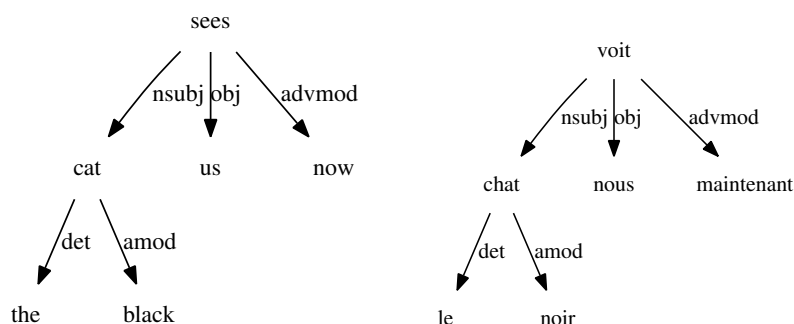 sees
nsubj obj advmod
cat us now
det amod
the black
voit
nsubj obj advmod
chat nous maintenant
det amod
le noir